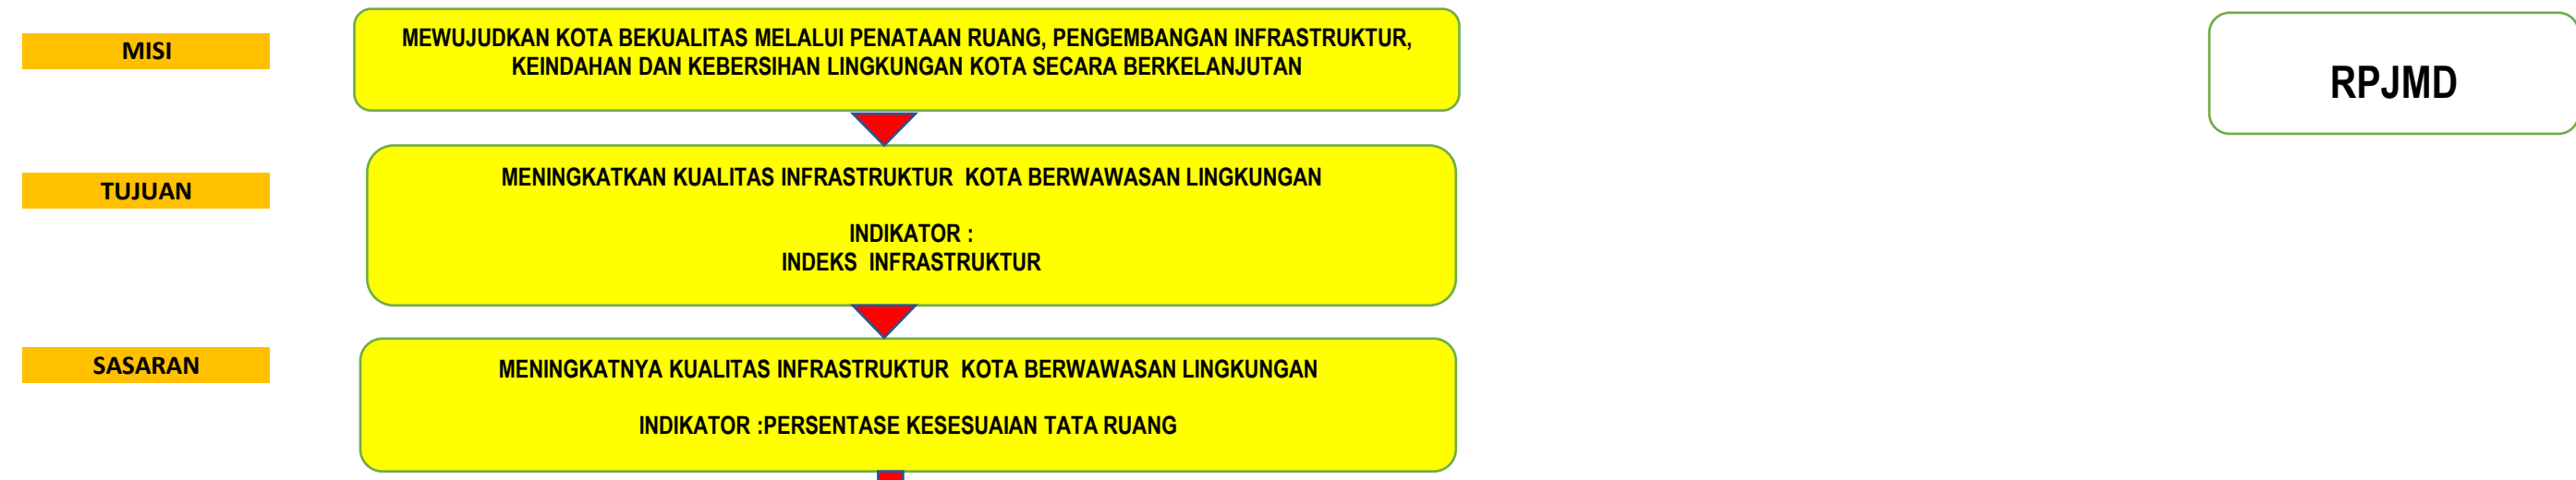 MISI
MEWUJUDKAN KOTA BEKUALITAS MELALUI PENATAAN RUANG, PENGEMBANGAN INFRASTRUKTUR,
KEINDAHAN DAN KEBERSIHAN LINGKUNGAN KOTA SECARA BERKELANJUTAN
RPJMD
TUJUAN
MENINGKATKAN KUALITAS INFRASTRUKTUR KOTA BERWAWASAN LINGKUNGAN
INDIKATOR :
INDEKS INFRASTRUKTUR
SASARAN
MENINGKATNYA KUALITAS INFRASTRUKTUR KOTA BERWAWASAN LINGKUNGAN
INDIKATOR :PERSENTASE KESESUAIAN TATA RUANG